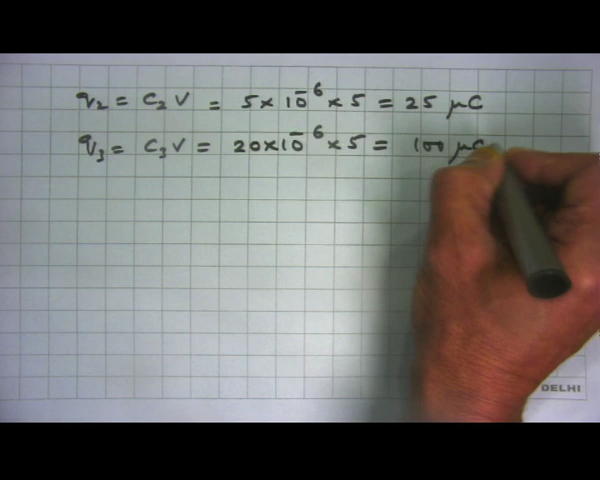 q₂ = C₂ V = 5 × 10⁻⁶ × 5 = 25 μC
q₃ = C₃ V = 20 × 10⁻⁶ × 5 = 100 μC
DELHI